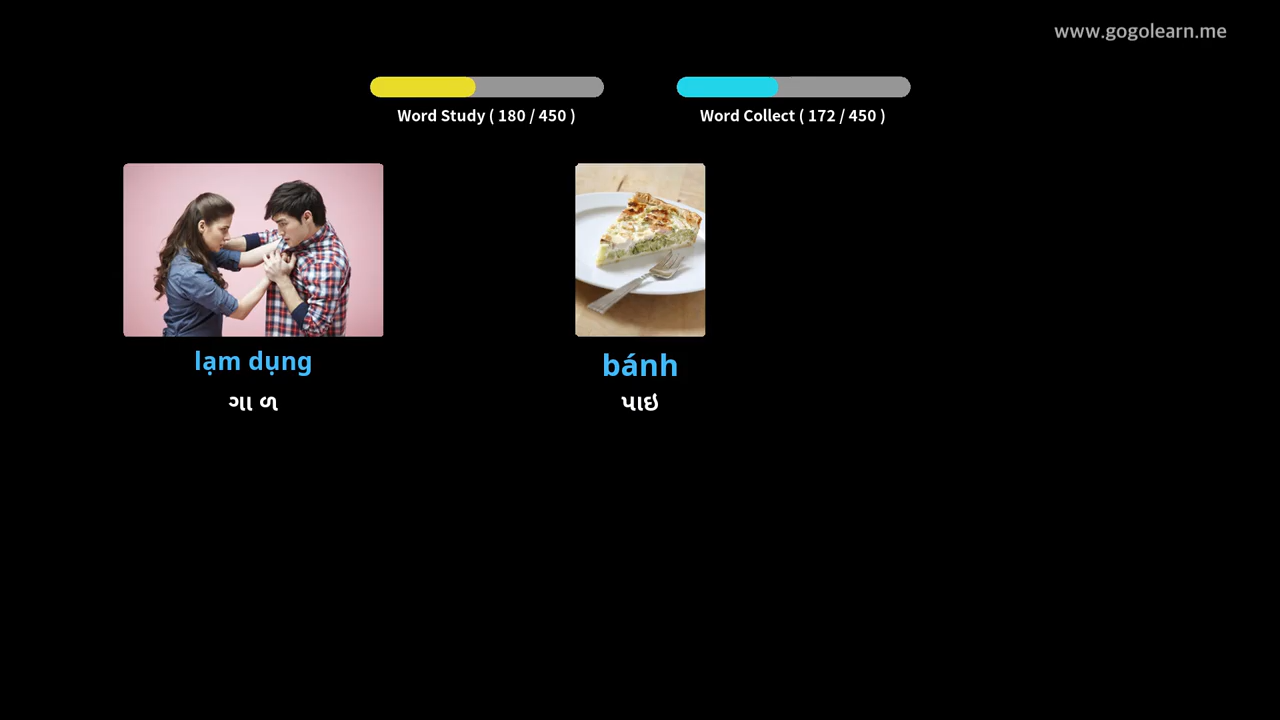 www.gogolearn.me
Word Study ( 180 / 450 )
Word Collect ( 172 / 450 )
lạm dụng
ગાા ળ
bánh
પાઇ